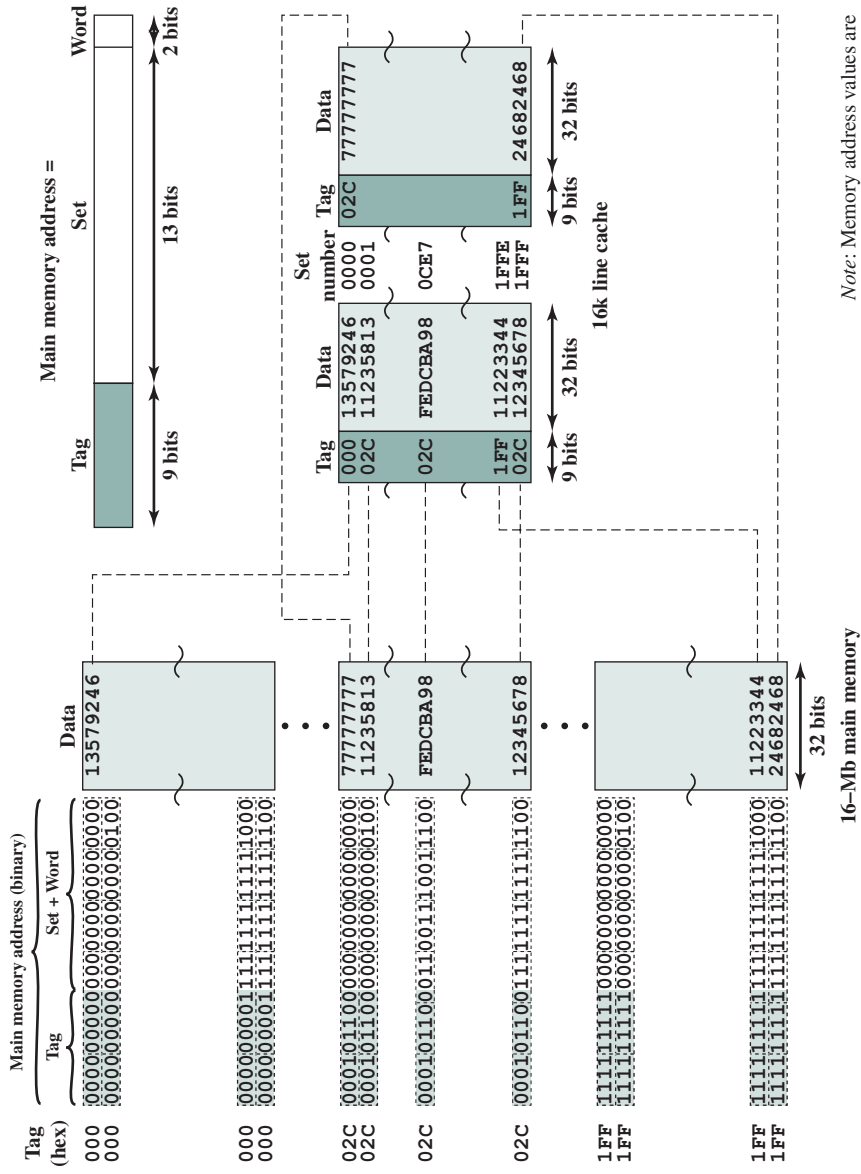 Main memory address (binary)
Tag
(hex)
Tag
Set + Word
Data
000
000000000000000000000000
13579246
000
000000000000000000000100
000
000000001111111111111000
000
000000001111111111111100
02C
000101100000000000000000
77777777
02C
000101100000000000000100
11235813
02C
000101100011001110011100
FEDCBA98
02C
000101100111111111111100
12345678
1FF
111111111000000000000000
1FF
111111111000000000000100
1FF
111111111111111111111000
11223344
1FF
111111111111111111111100
24682468
32 bits
16–Mb main memory
Main memory address =
Tag
Set
Word
9 bits
13 bits
2 bits
Tag
Data
Set
number
Tag
Data
000
13579246
0000
02C
77777777
02C
11235813
0001
02C
FEDCBA98
0CE7
1FF
11223344
1FFE
02C
12345678
1FFF
1FF
24682468
9 bits
32 bits
9 bits
32 bits
16k line cache
Note: Memory address values are